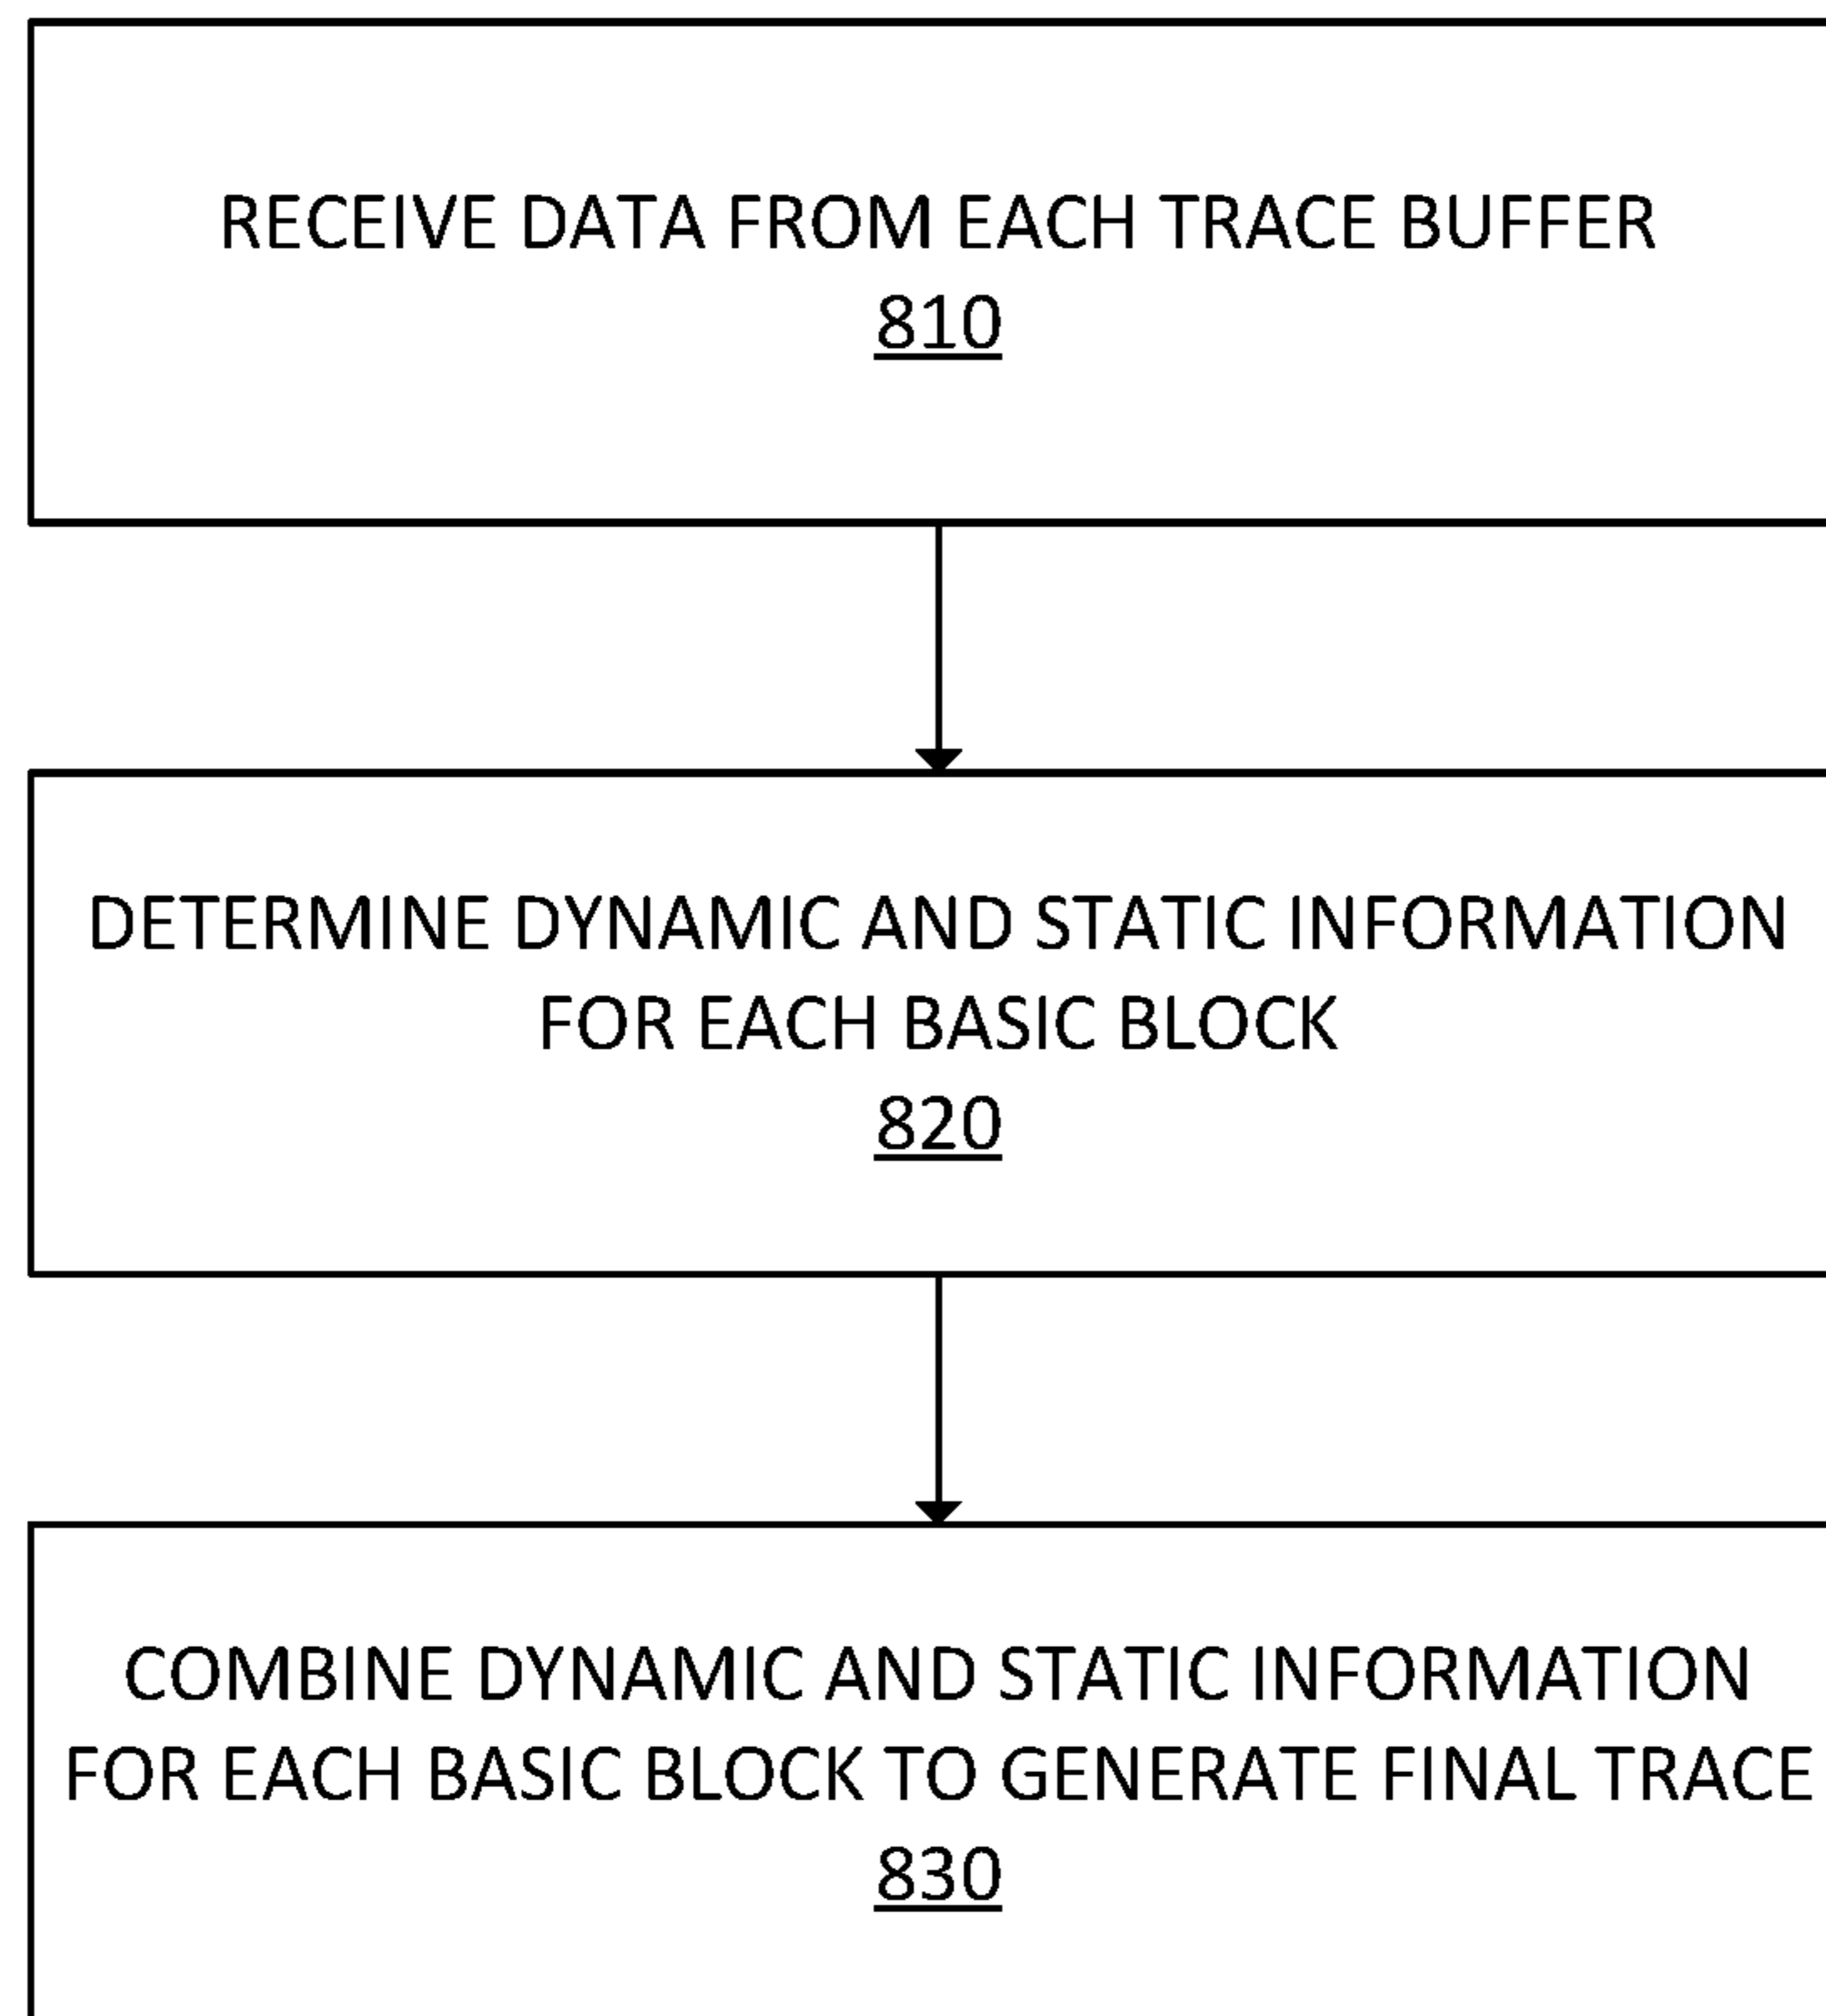 RECEIVE DATA FROM EACH TRACE BUFFER
810
DETERMINE DYNAMIC AND STATIC INFORMATION
FOR EACH BASIC BLOCK
820
COMBINE DYNAMIC AND STATIC INFORMATION
FOR EACH BASIC BLOCK TO GENERATE FINAL TRACE
830